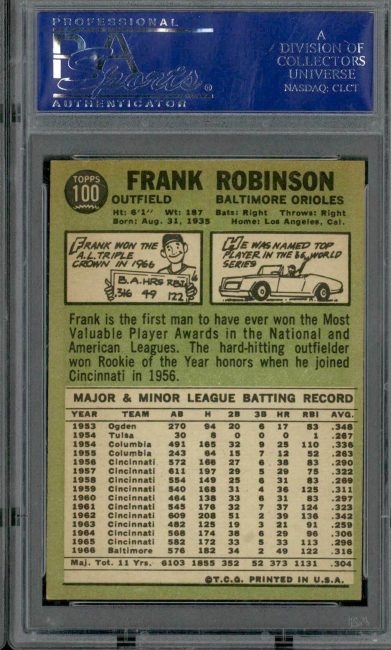 PROFESSIONAL
PSA
Sports
®
AUTHENTICATOR
A
DIVISION OF
COLLECTORS
UNIVERSE
NASDAQ: CLCT
TOPPS
100
FRANK ROBINSON
OUTFIELD BALTIMORE ORIOLES
Ht: 6'1" Wt: 187 Bats: Right Throws: Right
Born: Aug. 31, 1935 Home: Los Angeles, Cal.
FRANK WON THE
A.L. TRIPLE
CROWN IN 1966
B.A. HRS RBI's
.316 49 122
HE WAS NAMED TOP
PLAYER IN THE '66 WORLD
SERIES
Frank is the first man to have ever won the Most
Valuable Player Awards in the National and
American Leagues. The hard-hitting outfielder
won Rookie of the Year honors when he joined
Cincinnati in 1956.
MAJOR & MINOR LEAGUE BATTING RECORD
YEAR TEAM AB H 2B 3B HR RBI AVG.
1953 Ogden 270 94 20 6 17 83 .348
1954 Tulsa 30 8 0 0 0 1 .267
1954 Columbia 491 165 32 9 25 110 .336
1955 Columbia 243 64 15 7 12 52 .263
1956 Cincinnati 572 166 27 6 38 83 .290
1957 Cincinnati 611 197 29 5 29 75 .322
1958 Cincinnati 554 149 25 6 31 83 .269
1959 Cincinnati 540 168 31 4 36 125 .311
1960 Cincinnati 464 138 33 6 31 83 .297
1961 Cincinnati 545 176 32 7 37 124 .323
1962 Cincinnati 609 208 51 2 39 136 .342
1963 Cincinnati 482 125 19 3 21 91 .259
1964 Cincinnati 568 174 38 6 29 96 .306
1965 Cincinnati 582 172 33 5 33 113 .296
1966 Baltimore 576 182 34 2 49 122 .316
Maj. Tot. 11 Yrs. 6103 1855 352 52 373 1131 .304
©T.C.G. PRINTED IN U.S.A.